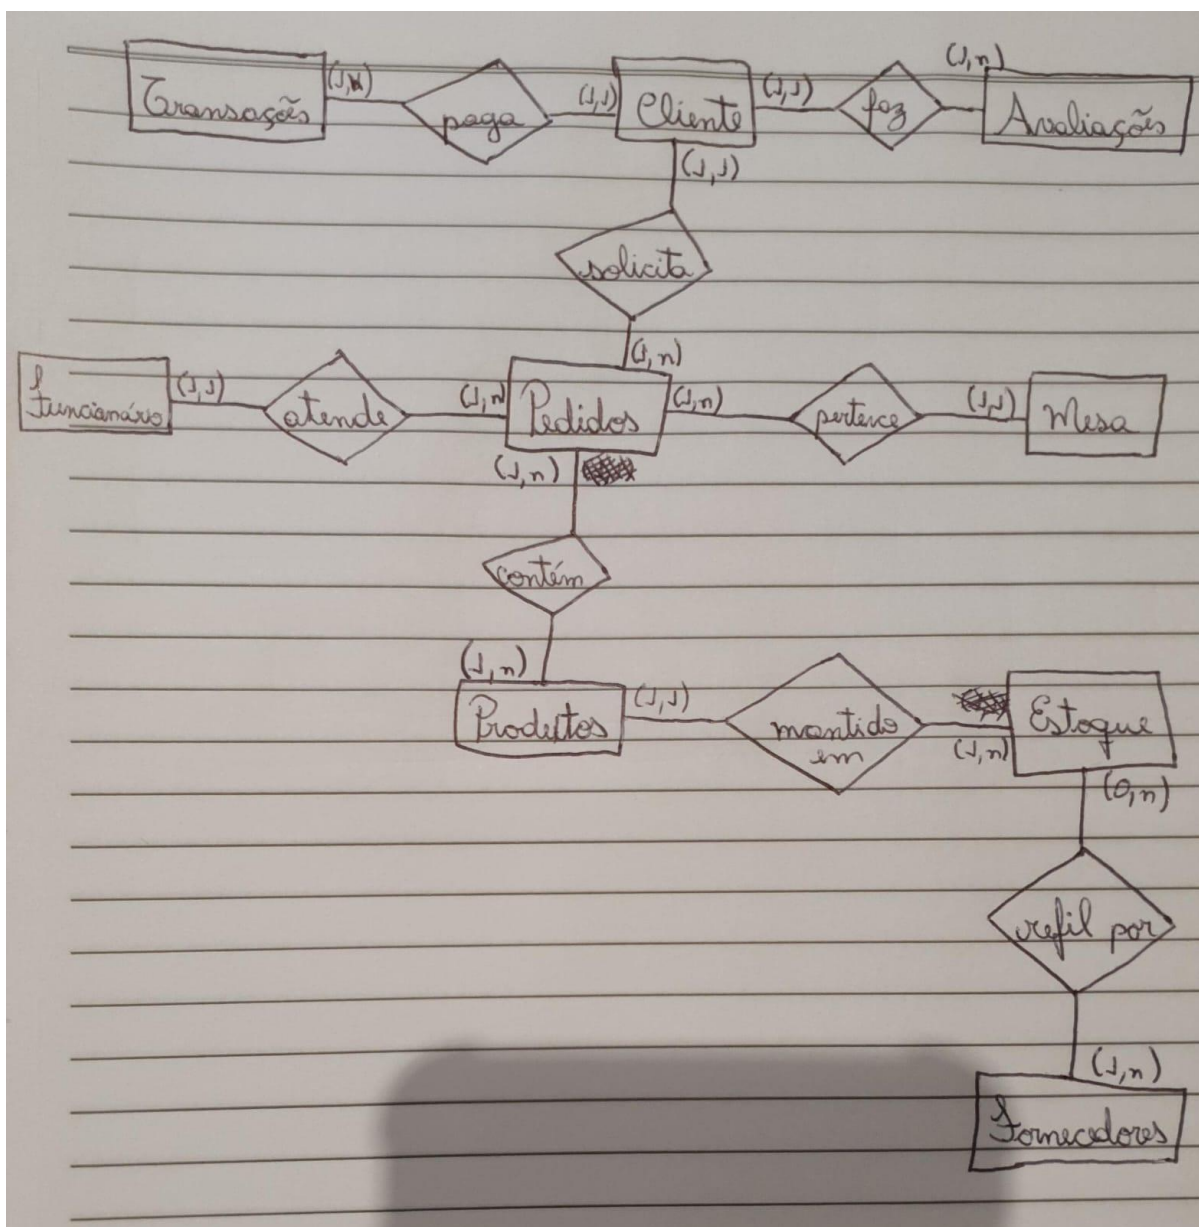 (1,n)
Transações
(1,n)
paga
(1,1)
Cliente
(1,1)
faz
Avaliações
(1,1)
solicita
(1,n)
Funcionário
(1,1)
atende
(1,n)
Pedidos
(1,n)
pertence
(1,1)
Mesa
(1,n)
contém
(1,n)
Produtos
(1,1)
mantido
em
(1,n)
Estoque
(0,n)
refil por
(1,n)
Fornecedores